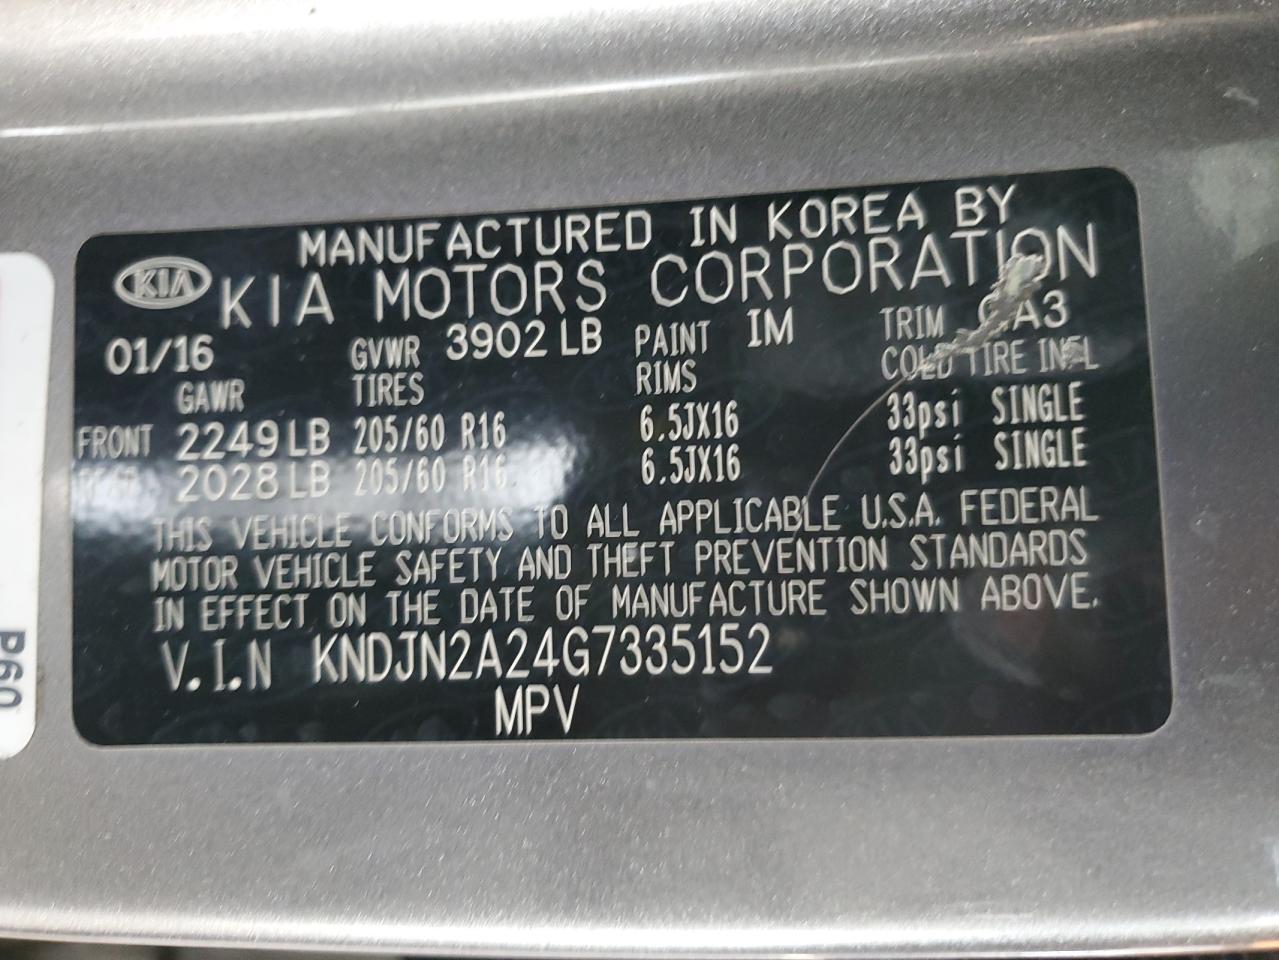 MANUFACTURED IN KOREA BY
KIA KIA MOTORS CORPORATION
01/16 GVWR 3902 LB PAINT IM TRIM
GAWR TIRES RIMS COLD TIRE INFL
FRONT 2249 LB 205/60 R16 6.5JX16 33psi SINGLE
2028 LB 205/60 R16 6.5JX16 33psi SINGLE
THIS VEHICLE CONFORMS TO ALL APPLICABLE U.S.A. FEDERAL
MOTOR VEHICLE SAFETY AND THEFT PREVENTION STANDARDS
IN EFFECT ON THE DATE OF MANUFACTURE SHOWN ABOVE.
V.I.N KNDJN2A24G7335152
MPV
P60